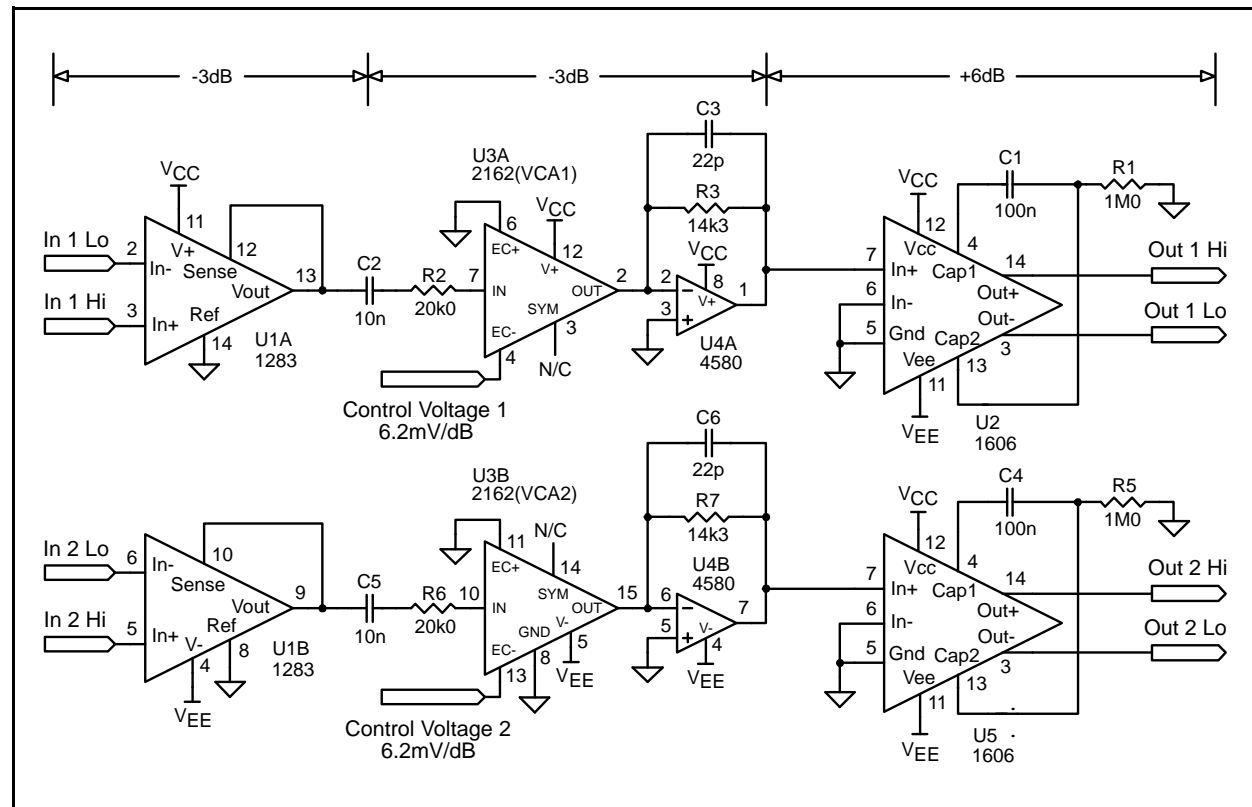 -3dB
-3dB
+6dB
C3
22p
R3
14k3
U3A
2162(VCA1)
VCC
VCC
VCC
VCC
C1
100n
R1
1M0
In 1 Lo
2
In-
11
V+
12
Sense
Vout
13
In 1 Hi
3
In+
Ref
14
U1A
1283
C2
10n
R2
20k0
7
IN
6
EC+
12
V+
OUT
2
SYM
3
N/C
EC-
4
Control Voltage 1
6.2mV/dB
2
3
8
V+
1
U4A
4580
7
In+
6
In-
5
Gnd
12
Vcc
4
Cap1
14
Out+
Out-
3
Cap2
13
Vee
11
VEE
Out 1 Hi
Out 1 Lo
U2
1606
C6
22p
R7
14k3
U3B
2162(VCA2)
N/C
VCC
C4
100n
R5
1M0
In 2 Lo
6
In-
10
Sense
Vout
9
In 2 Hi
5
In+
Ref
8
V-
4
VEE
U1B
1283
C5
10n
R6
20k0
10
IN
11
EC+
14
SYM
OUT
15
V-
5
VEE
GND
8
EC-
13
Control Voltage 2
6.2mV/dB
U4B
4580
6
5
7
V-
4
VEE
7
In+
6
In-
5
Gnd
12
Vcc
4
Cap1
14
Out+
Out-
3
Cap2
13
Vee
11
VEE
Out 2 Hi
Out 2 Lo
U5
1606